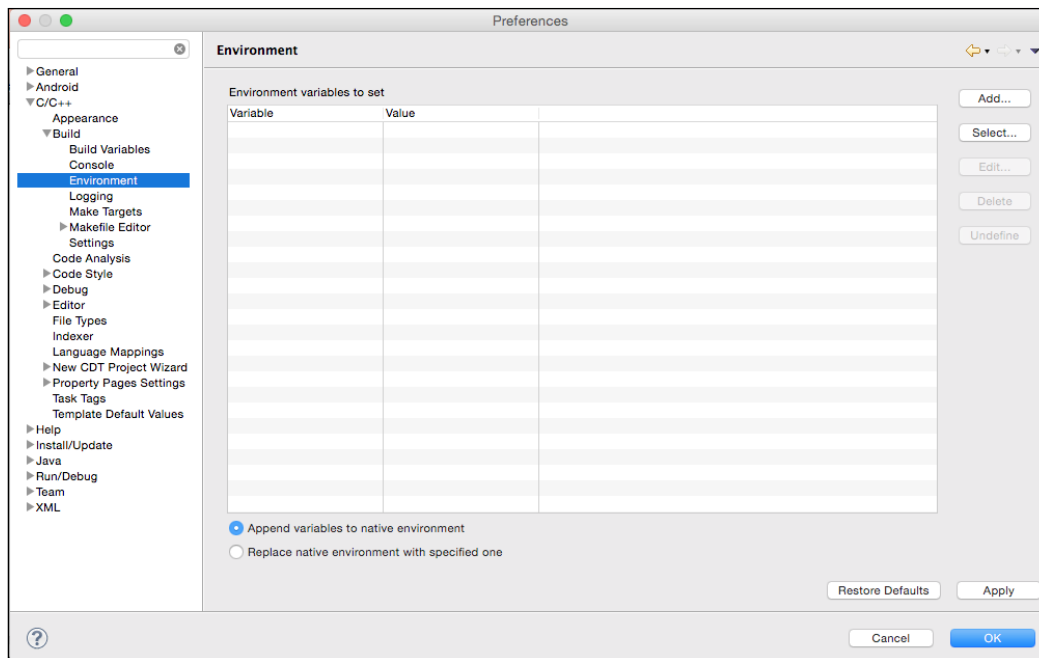 Preferences
Environment
General
Android
C/C++
Appearance
Build
Build Variables
Console
Environment
Logging
Make Targets
Makefile Editor
Settings
Code Analysis
Code Style
Debug
Editor
File Types
Indexer
Language Mappings
New CDT Project Wizard
Property Pages Settings
Task Tags
Template Default Values
Help
Install/Update
Java
Run/Debug
Team
XML
Environment variables to set
Variable Value
Add...
Select...
Edit...
Delete
Undefine
Append variables to native environment
Replace native environment with specified one
Restore Defaults Apply
? Cancel OK